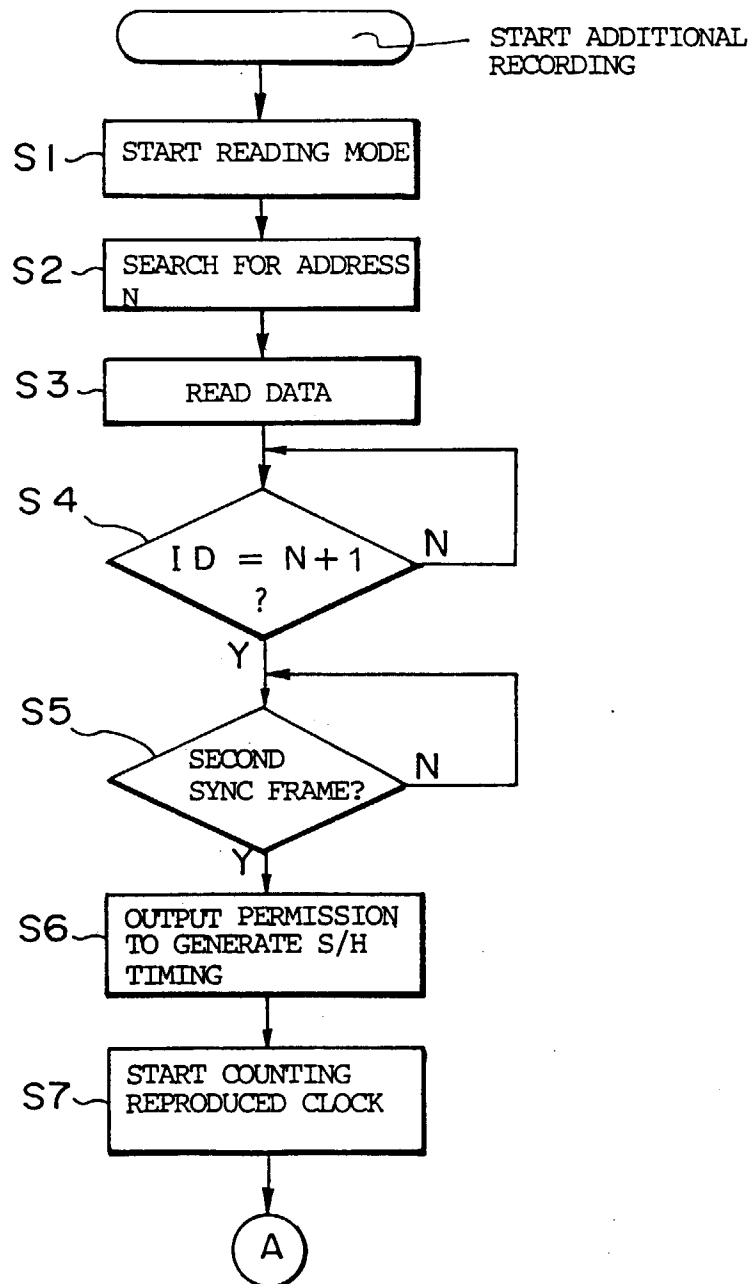 START ADDITIONAL
RECORDING
S1
START READING MODE
S2
SEARCH FOR ADDRESS
N
S3
READ DATA
S4
ID = N+1
?
N
Y
S5
SECOND
SYNC FRAME?
N
Y
S6
OUTPUT PERMISSION
TO GENERATE S/H
TIMING
S7
START COUNTING
REPRODUCED CLOCK
A